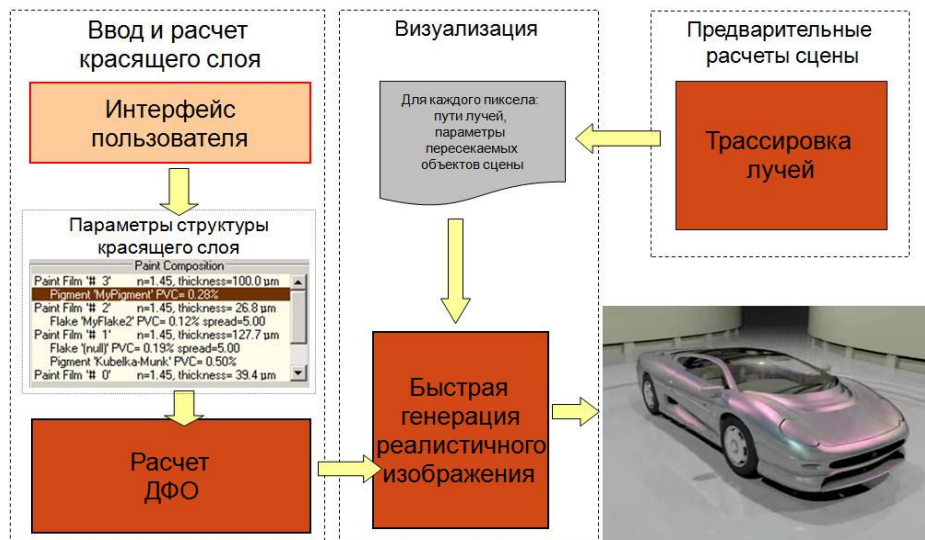 Ввод и расчет
красящего слоя
Интерфейс
пользователя
Параметры структуры
красящего слоя
Paint Composition
Paint Film '# 3' n=1.45, thickness=100.0 µm
Pigment 'MyPigment' PVC= 0.28%
Paint Film '# 2' n=1.45, thickness= 26.8 µm
Flake 'MyFlake2' PVC= 0.12% spread=5.00
Paint Film '# 1' n=1.45, thickness=127.7 µm
Flake '(null)' PVC= 0.19% spread=5.00
Pigment 'Kubelka-Munk' PVC= 0.50%
Paint Film '# 0' n=1.45, thickness= 39.4 µm
Расчет
ДФО
Визуализация
Для каждого пиксела:
пути лучей,
параметры
пересекаемых
объектов сцены
Быстрая
генерация
реалистичного
изображения
Предварительные
расчеты сцены
Трассировка
лучей